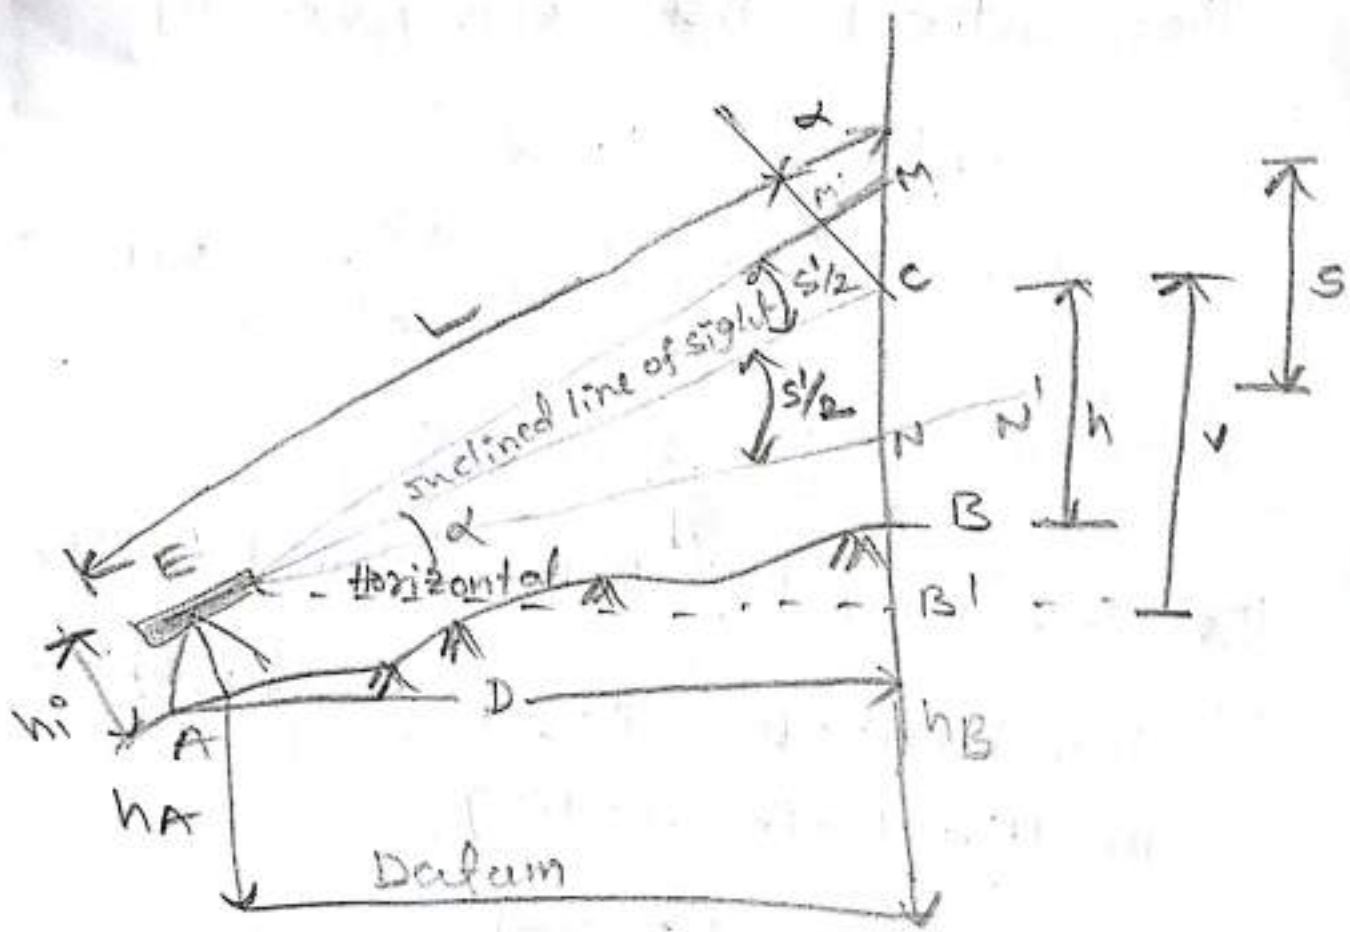 α
M'
M
C
S
L
S'/2
S'/2
inclined line of sight
N
N'
h
v
α
E
B
Horizontal
B'
hi
A
D
hB
hA
Datum